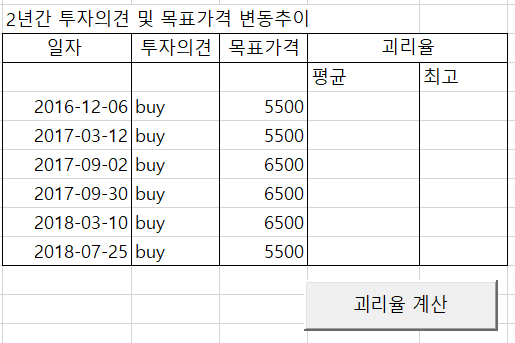 2년간 투자의견 및 목표가격 변동추이
일자 투자의견 목표가격 괴리율
평균 최고
2016-12-06 buy 5500
2017-03-12 buy 5500
2017-09-02 buy 6500
2017-09-30 buy 6500
2018-03-10 buy 6500
2018-07-25 buy 5500
괴리율 계산